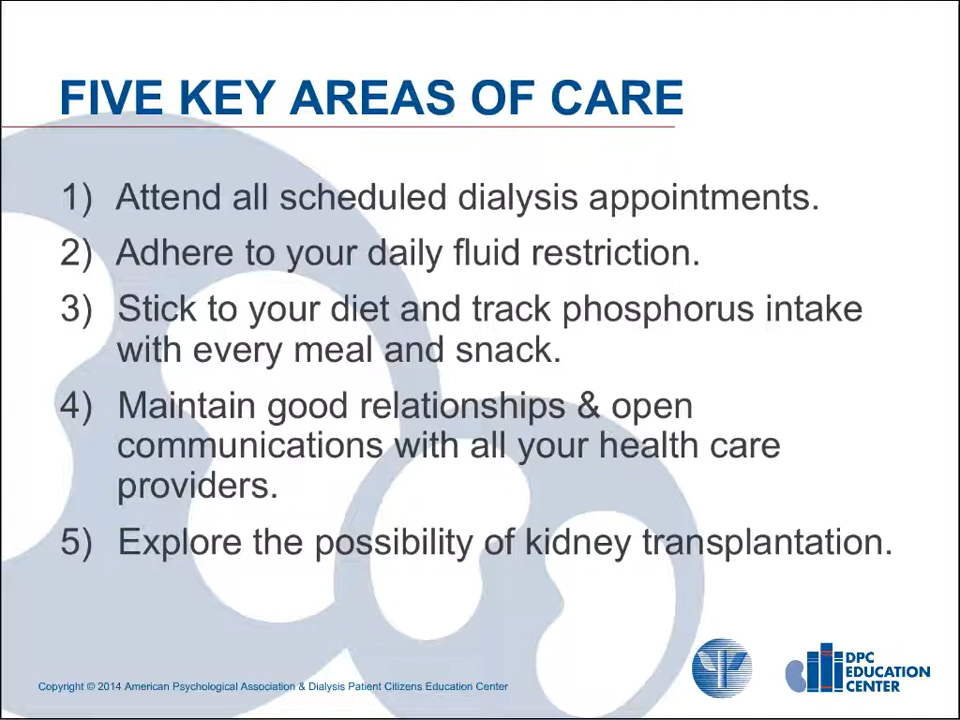 FIVE KEY AREAS OF CARE
1) Attend all scheduled dialysis appointments.
2) Adhere to your daily fluid restriction.
3) Stick to your diet and track phosphorus intake
with every meal and snack.
4) Maintain good relationships & open
communications with all your health care
providers.
5) Explore the possibility of kidney transplantation.
Copyright © 2014 American Psychological Association & Dialysis Patient Citizens Education Center
DPC
EDUCATION
CENTER